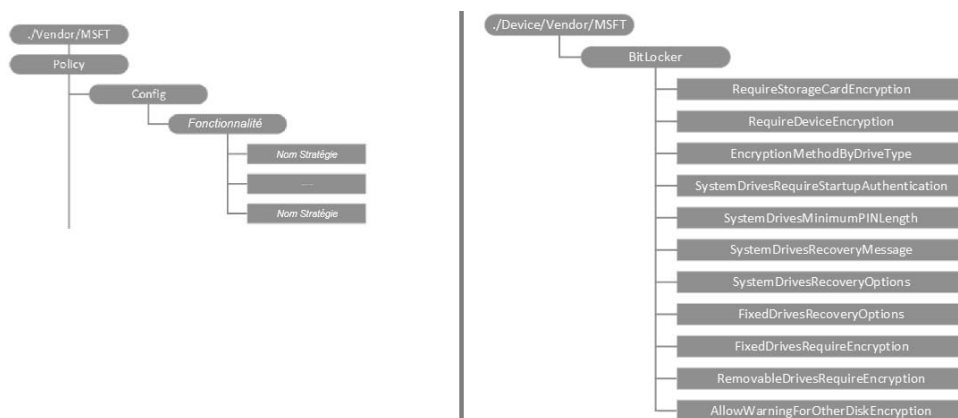 ./Vendor/MSFT
Policy
Config
Fonctionnalité
Nom Stratégie
.....
Nom Stratégie
./Device/Vendor/MSFT
BitLocker
RequireStorageCardEncryption
RequireDeviceEncryption
EncryptionMethodByDriveType
SystemDrivesRequireStartupAuthentication
SystemDrivesMinimumPINLength
SystemDrivesRecoveryMessage
SystemDrivesRecoveryOptions
FixedDrivesRecoveryOptions
FixedDrivesRequireEncryption
RemovableDrivesRequireEncryption
AllowWarningForOtherDiskEncryption